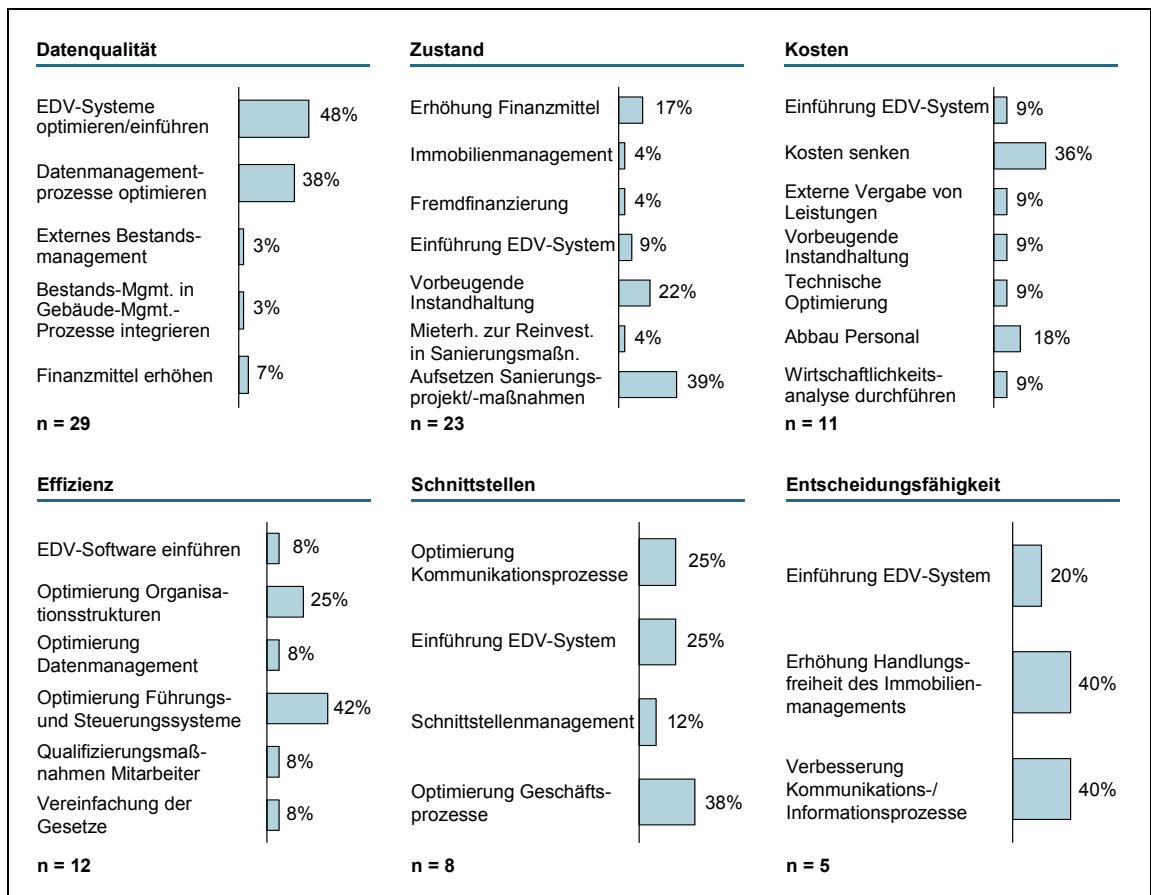 Datenqualität
EDV-Systeme
optimieren/einführen
48%
Datenmanagement-
prozesse optimieren
38%
Externes Bestands-
management
3%
Bestands-Mgmt. in
Gebäude-Mgmt.-
Prozesse integrieren
3%
Finanzmittel erhöhen
7%
n = 29
Zustand
Erhöhung Finanzmittel
17%
Immobilienmanagement
4%
Fremdfinanzierung
4%
Einführung EDV-System
9%
Vorbeugende
Instandhaltung
22%
Mieterh. zur Reinvest.
in Sanierungsmaßn.
4%
Aufsetzen Sanierungs-
projekt/-maßnahmen
39%
n = 23
Kosten
Einführung EDV-System
9%
Kosten senken
36%
Externe Vergabe von
Leistungen
9%
Vorbeugende
Instandhaltung
9%
Technische
Optimierung
9%
Abbau Personal
18%
Wirtschaftlichkeits-
analyse durchführen
9%
n = 11
Effizienz
EDV-Software einführen
8%
Optimierung Organisa-
tionsstrukturen
25%
Optimierung
Datenmanagement
8%
Optimierung Führungs-
und Steuerungssysteme
42%
Qualifizierungsmaß-
nahmen Mitarbeiter
8%
Vereinfachung der
Gesetze
8%
n = 12
Schnittstellen
Optimierung
Kommunikationsprozesse
25%
Einführung EDV-System
25%
Schnittstellenmanagement
12%
Optimierung Geschäfts-
prozesse
38%
n = 8
Entscheidungsfähigkeit
Einführung EDV-System
20%
Erhöhung Handlungs-
freiheit des Immobilien-
managements
40%
Verbesserung
Kommunikations-/
Informationsprozesse
40%
n = 5